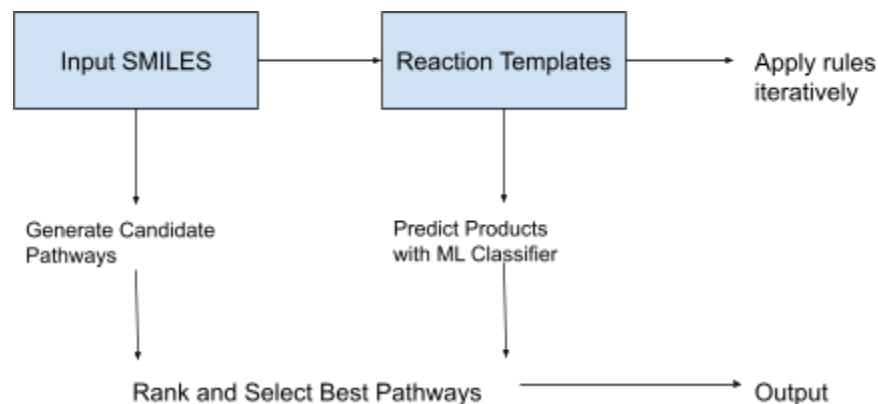 Input SMILES
Reaction Templates
Apply rules
iteratively
Generate Candidate
Pathways
Predict Products
with ML Classifier
Rank and Select Best Pathways
Output